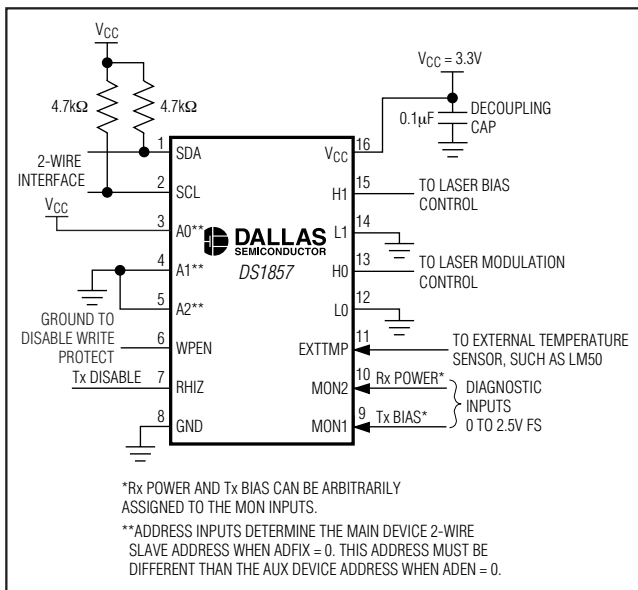 VCC
VCC = 3.3V
4.7kΩ
4.7kΩ
0.1µF
DECOUPLING
CAP
2-WIRE
INTERFACE
VCC
1
SDA
2
SCL
3
A0**
4
A1**
5
A2**
GROUND TO
DISABLE WRITE
PROTECT
6
WPEN
Tx DISABLE
7
RHIZ
8
GND
DALLAS
SEMICONDUCTOR
DS1857
16
VCC
15
H1
TO LASER BIAS
CONTROL
14
L1
13
H0
TO LASER MODULATION
CONTROL
12
L0
11
EXTTMP
TO EXTERNAL TEMPERATURE
SENSOR, SUCH AS LM50
10
MON2
Rx POWER*
9
MON1
Tx BIAS*
DIAGNOSTIC
INPUTS
0 TO 2.5V FS
*Rx POWER AND Tx BIAS CAN BE ARBITRARILY
ASSIGNED TO THE MON INPUTS.
**ADDRESS INPUTS DETERMINE THE MAIN DEVICE 2-WIRE
SLAVE ADDRESS WHEN ADFIX = 0. THIS ADDRESS MUST BE
DIFFERENT THAN THE AUX DEVICE ADDRESS WHEN ADEN = 0.